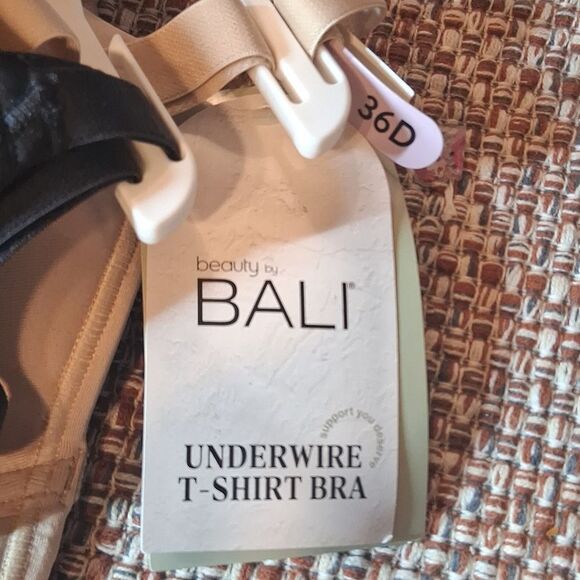 36D
beauty by
BALI®
support you deserve
UNDERWIRE
T-SHIRT BRA